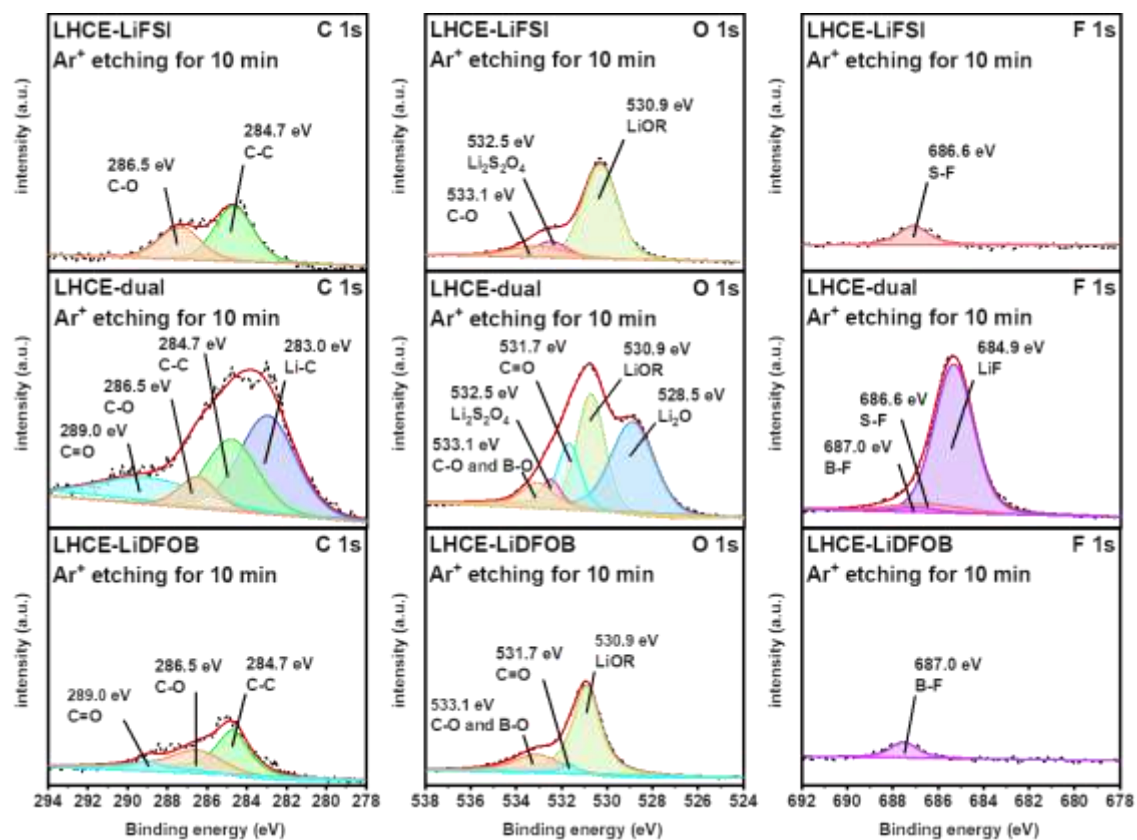 LHCE-LiFSI C 1s
Ar⁺ etching for 10 min
284.7 eV
C-C
286.5 eV
C-O
intensity (a.u.)
LHCE-LiFSI O 1s
Ar⁺ etching for 10 min
530.9 eV
LiOR
532.5 eV
Li₂S₂O₄
533.1 eV
C-O
intensity (a.u.)
LHCE-LiFSI F 1s
Ar⁺ etching for 10 min
686.6 eV
S-F
intensity (a.u.)
LHCE-dual C 1s
Ar⁺ etching for 10 min
284.7 eV
C-C
283.0 eV
Li-C
286.5 eV
C-O
289.0 eV
C=O
intensity (a.u.)
LHCE-dual O 1s
Ar⁺ etching for 10 min
531.7 eV
C=O
530.9 eV
LiOR
532.5 eV
Li₂S₂O₄
528.5 eV
Li₂O
533.1 eV
C-O and B-O
intensity (a.u.)
LHCE-dual F 1s
Ar⁺ etching for 10 min
684.9 eV
LiF
686.6 eV
S-F
687.0 eV
B-F
intensity (a.u.)
LHCE-LiDFOB C 1s
Ar⁺ etching for 10 min
286.5 eV
C-O
284.7 eV
C-C
289.0 eV
C=O
intensity (a.u.)
294 290 286 282 278
Binding energy (eV)
LHCE-LiDFOB O 1s
Ar⁺ etching for 10 min
531.7 eV
C=O
530.9 eV
LiOR
533.1 eV
C-O and B-O
intensity (a.u.)
538 536 534 532 530 528 526 524
Binding energy (eV)
LHCE-LiDFOB F 1s
Ar⁺ etching for 10 min
687.0 eV
B-F
intensity (a.u.)
692 690 688 686 684 682 680 678
Binding energy (eV)